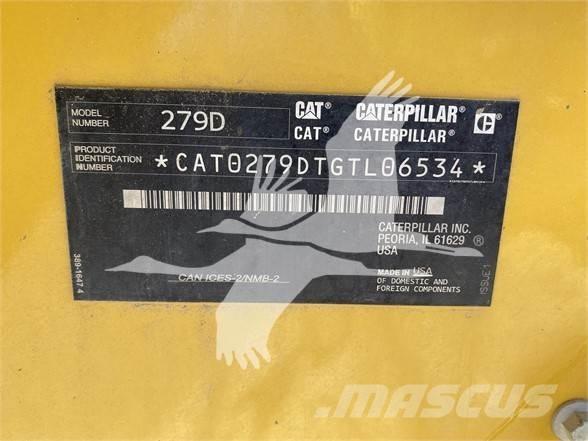 MODEL
NUMBER
279D
CAT
CAT®
CATERPILLAR
CATERPILLAR®
PRODUCT
IDENTIFICATION
NUMBER
*CAT0279DTGTL06534*
CATERPILLAR INC.
PEORIA, IL 61629 ®
USA
CAN ICES-2/NMB-2
MADE IN USA
OF DOMESTIC AND
FOREIGN COMPONENTS
389-1647 4
ISSUE 1
MASCUS